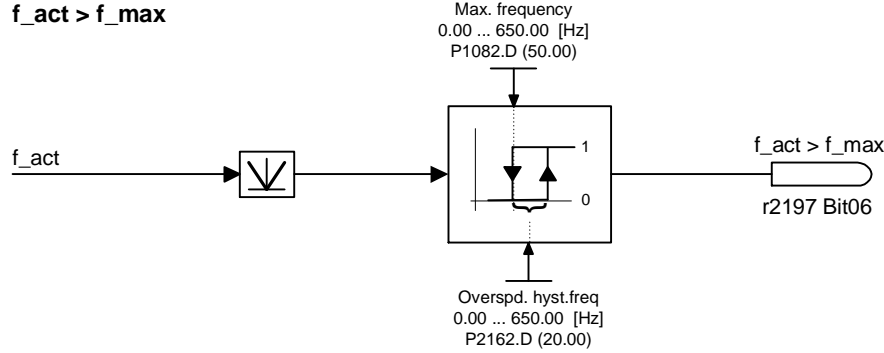 f_act > f_max
Max. frequency
0.00 ... 650.00 [Hz]
P1082.D (50.00)
f_act
1
0
f_act > f_max
r2197 Bit06
Overspd. hyst.freq
0.00 ... 650.00 [Hz]
P2162.D (20.00)